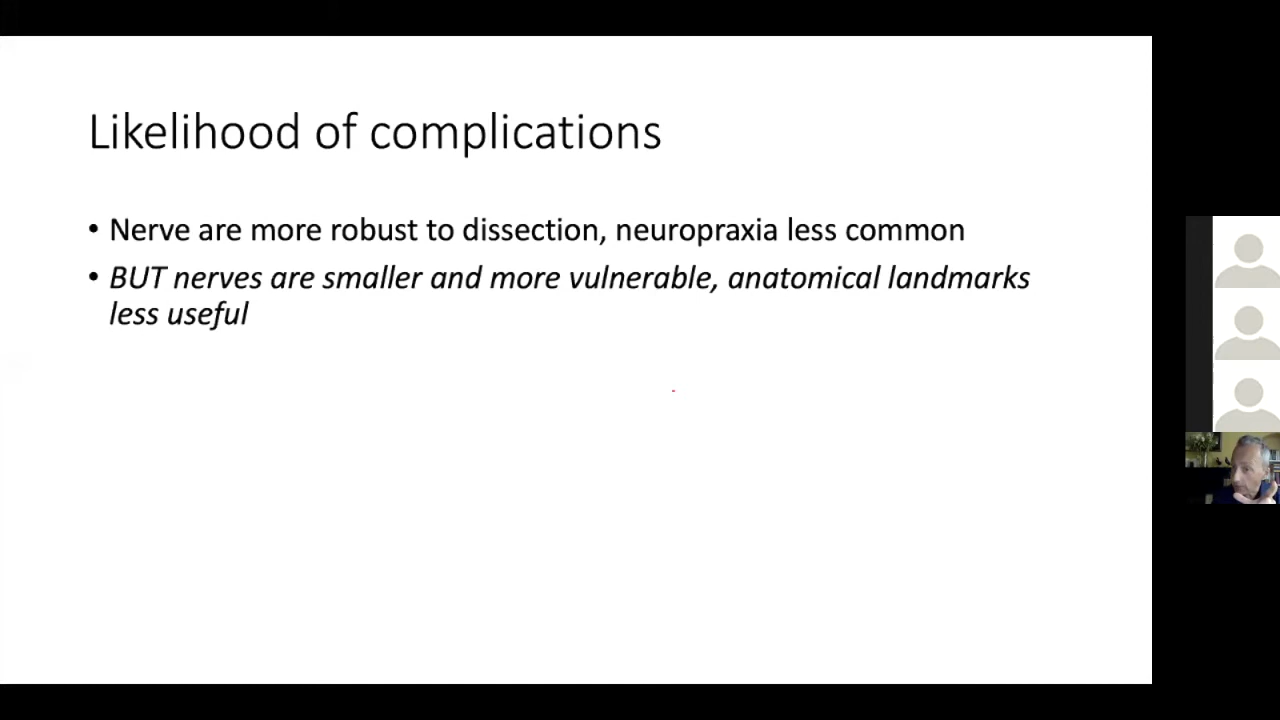 Likelihood of complications
• Nerve are more robust to dissection, neuropraxia less common
• BUT nerves are smaller and more vulnerable, anatomical landmarks
less useful